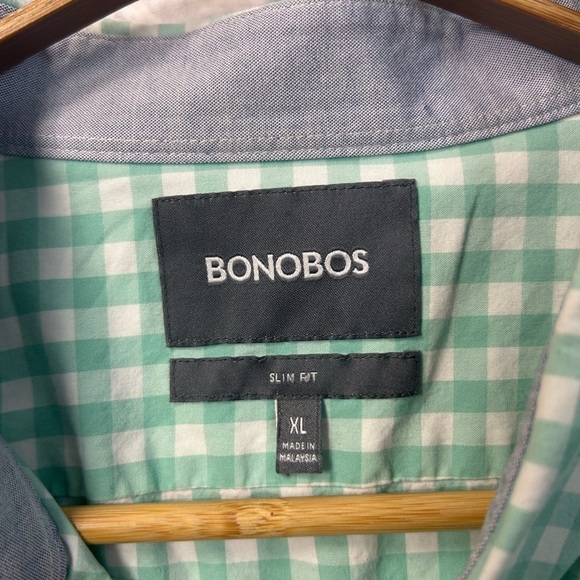 BONOBOS
SLIM FIT
XL
MADE IN
MALAYSIA